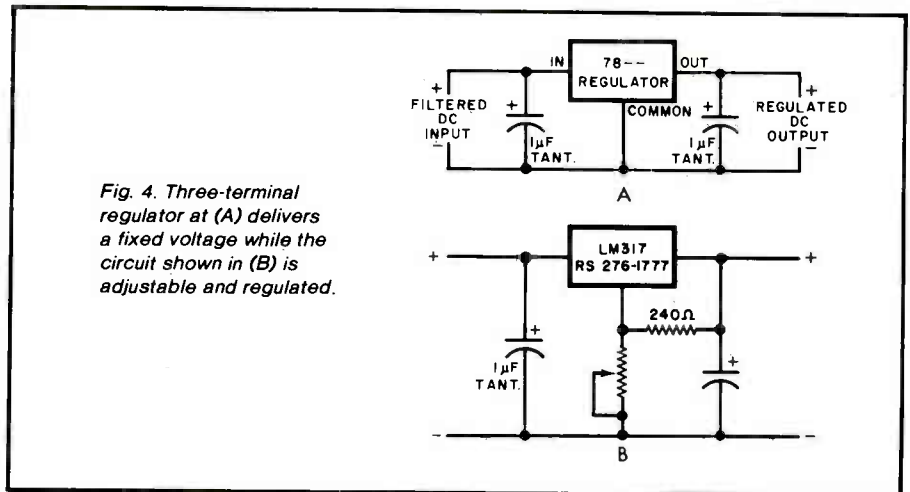 Fig. 4. Three-terminal
regulator at (A) delivers
a fixed voltage while the
circuit shown in (B) is
adjustable and regulated.
IN
78--
REGULATOR
OUT
COMMON
+
FILTERED
DC
INPUT
-
+
1µF
TANT.
+
1µF
TANT.
+
REGULATED
DC
OUTPUT
-
A
+
LM317
RS 276-1777
+
240Ω
+
1µF
TANT.
+
-
-
B